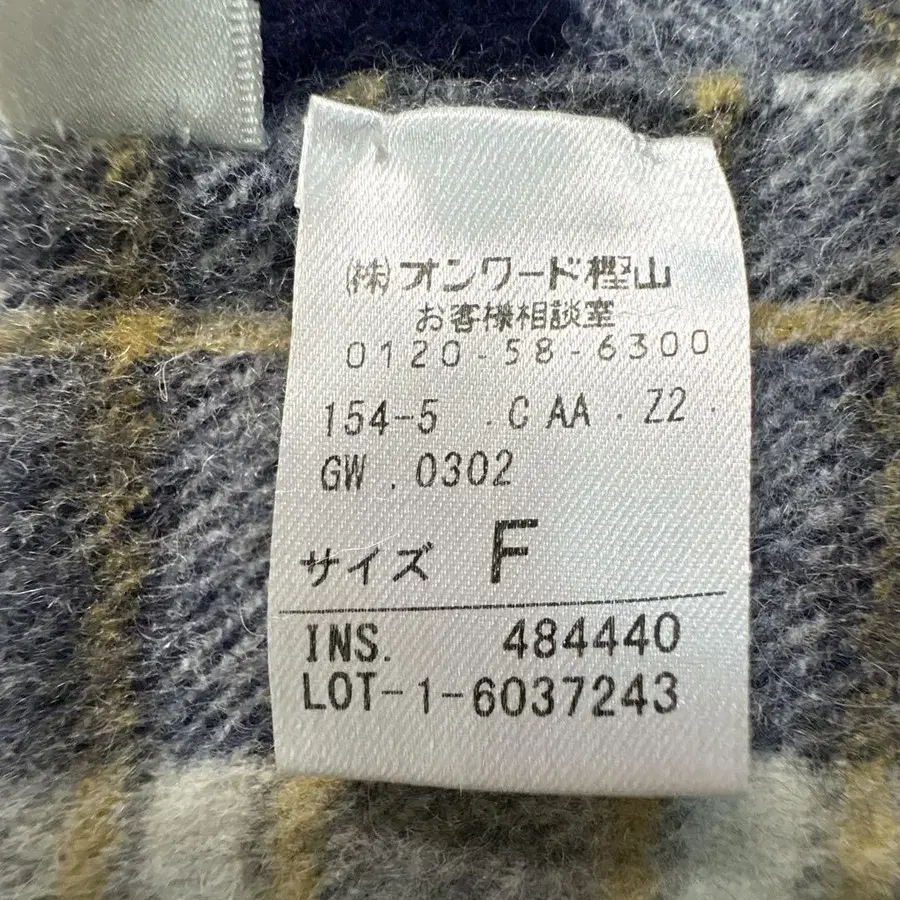 (株)オンワード樫山
お客様相談室
0120-58-6300
154-5 .CAA.Z2.
GW.0302
サイズ F
INS. 484440
LOT-1-6037243